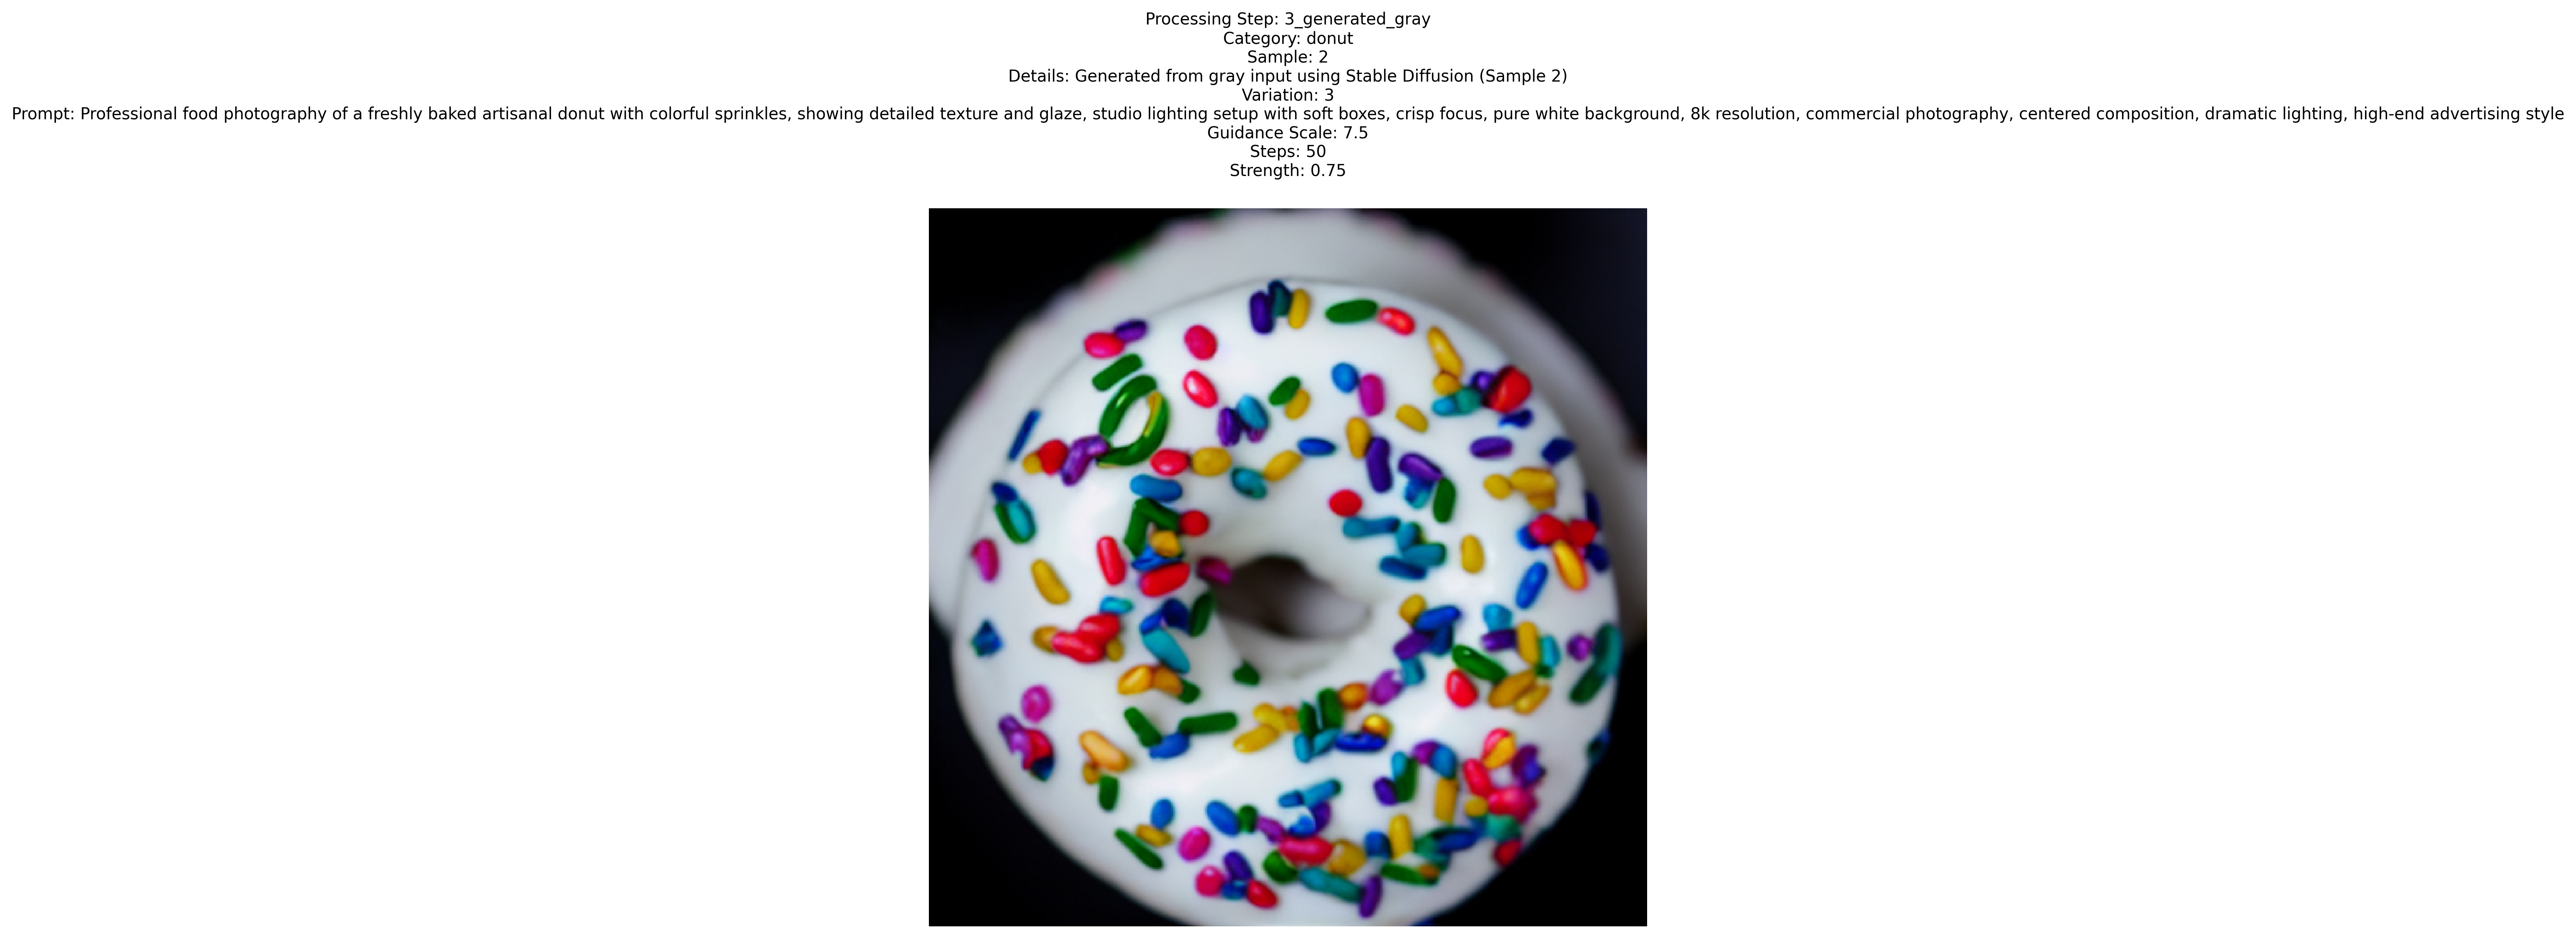 Processing Step: 3_generated_gray
Category: donut
Sample: 2
Details: Generated from gray input using Stable Diffusion (Sample 2)
Variation: 3
Prompt: Professional food photography of a freshly baked artisanal donut with colorful sprinkles, showing detailed texture and glaze, studio lighting setup with soft boxes, crisp focus, pure white background, 8k resolution, commercial photography, centered composition, dramatic lighting, high-end advertising style
Guidance Scale: 7.5
Steps: 50
Strength: 0.75